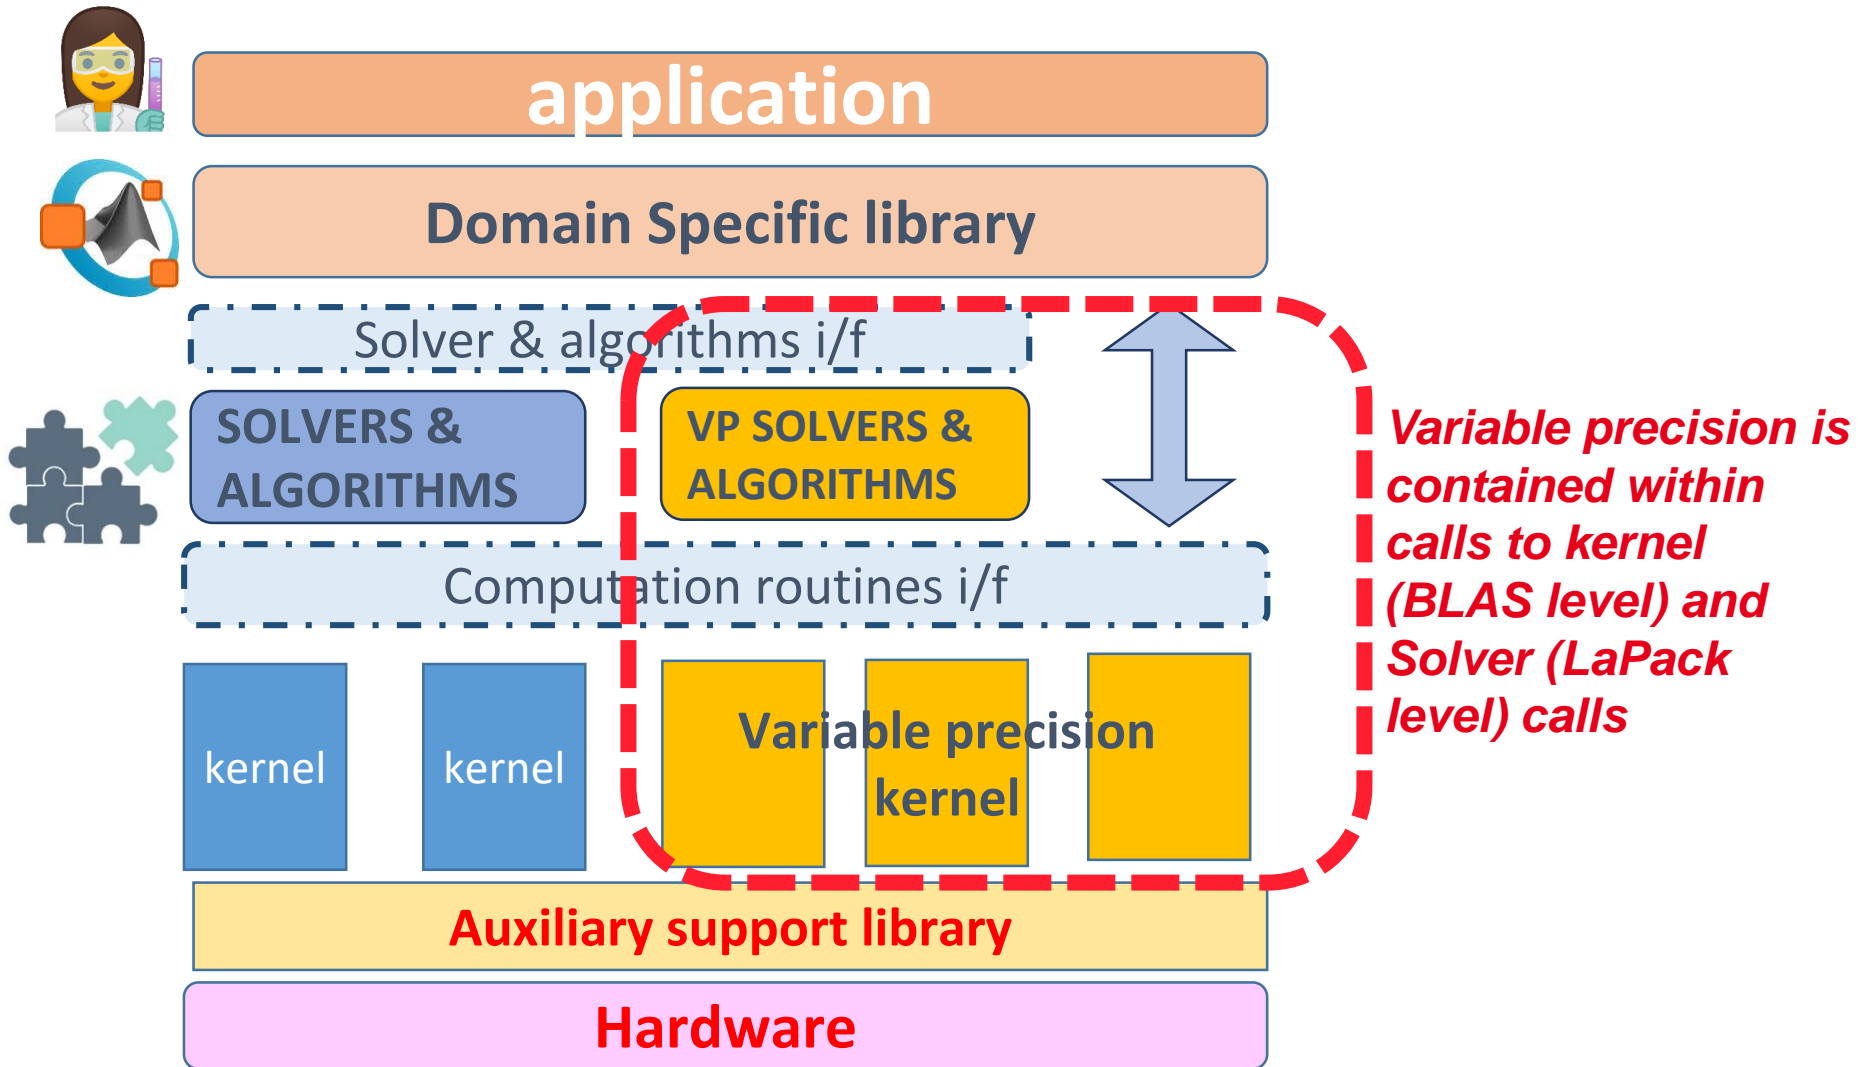 application
Domain Specific library
Solver & algorithms i/f
SOLVERS &
ALGORITHMS
VP SOLVERS &
ALGORITHMS
Variable precision is
contained within
calls to kernel
(BLAS level) and
Solver (LaPack
level) calls
Computation routines i/f
kernel
kernel
Variable precision
kernel
Auxiliary support library
Hardware